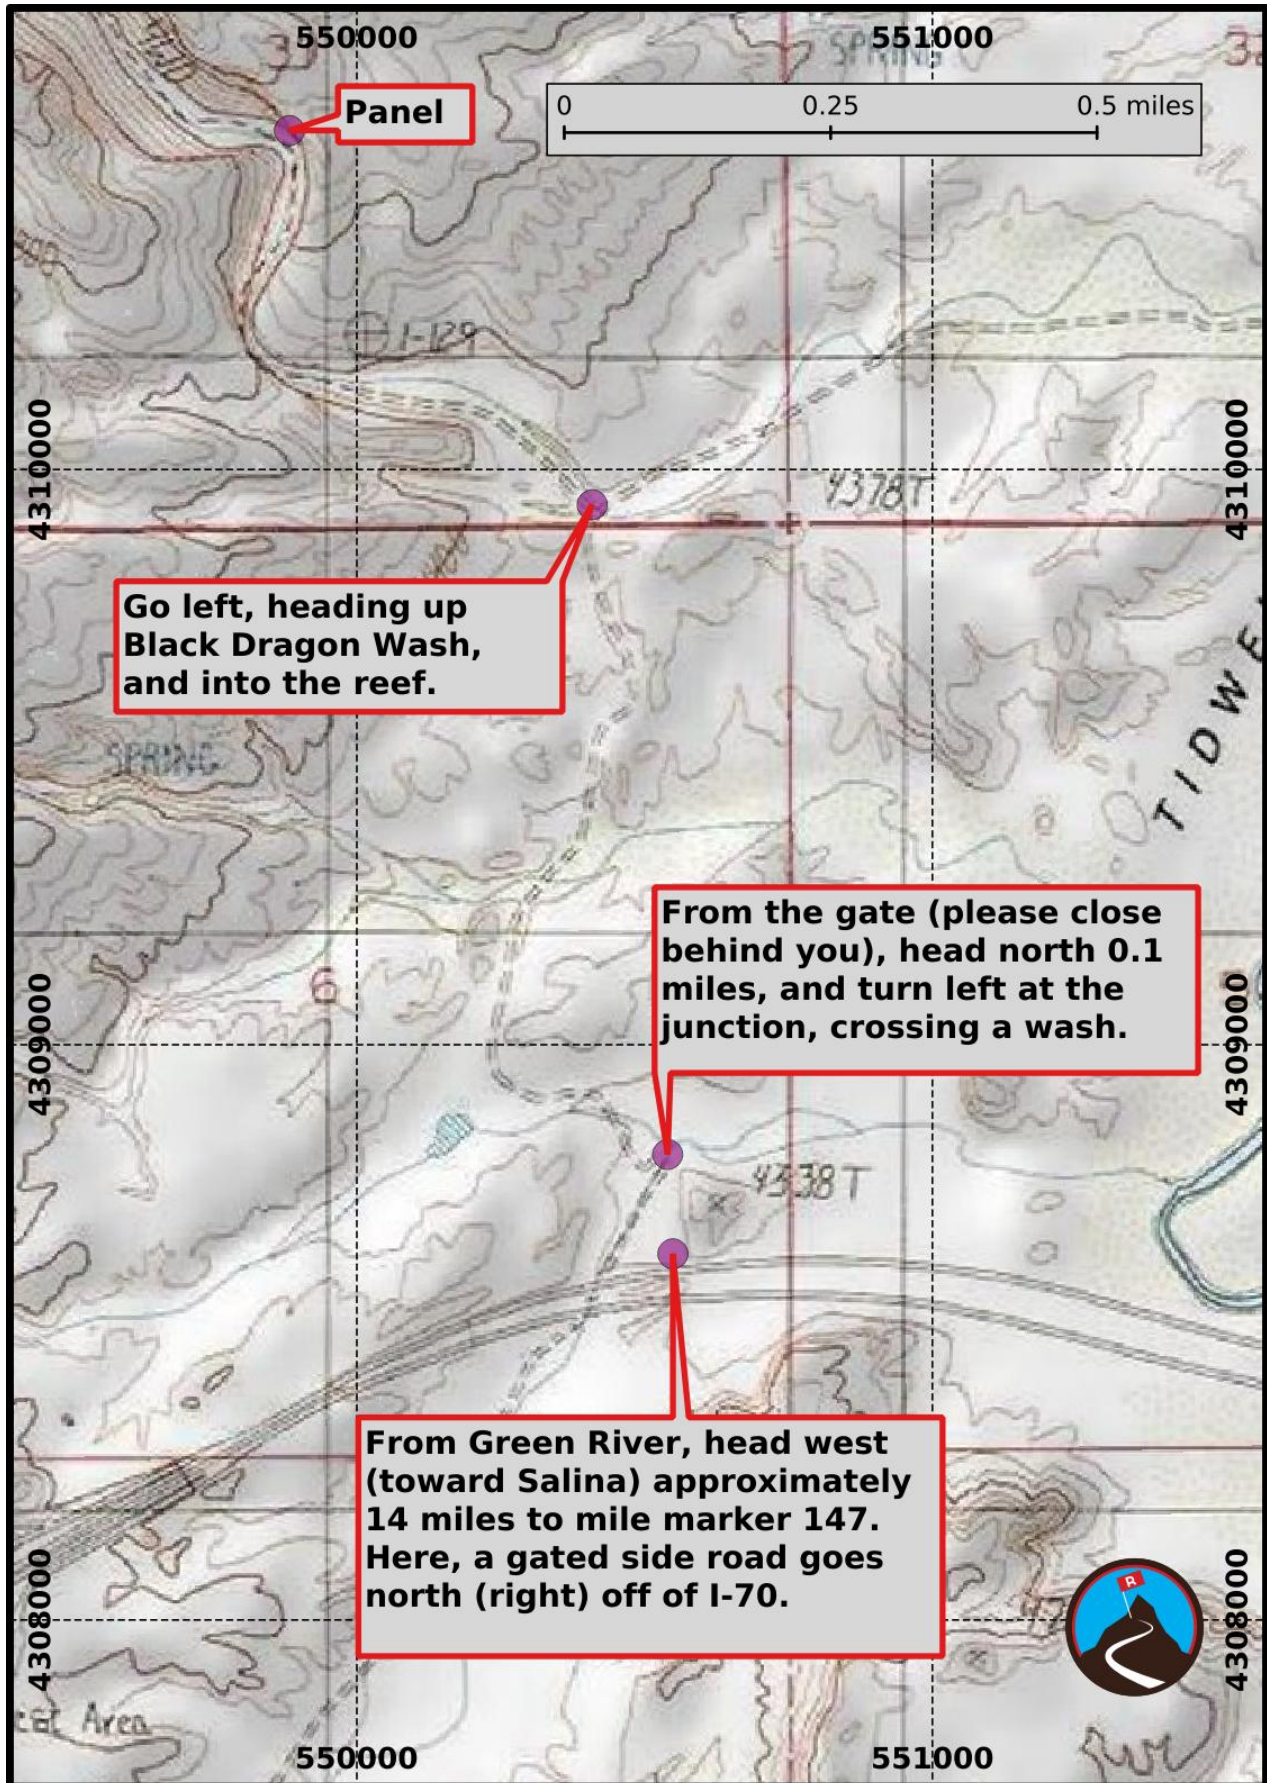 550000
551000
SPRING
Panel
0 0.25 0.5 miles
1-129
4310000
4310000
4378T
Go left, heading up
Black Dragon Wash,
and into the reef.
SPRING
From the gate (please close
behind you), head north 0.1
miles, and turn left at the
junction, crossing a wash.
6
4309000
4309000
4338T
From Green River, head west
(toward Salina) approximately
14 miles to mile marker 147.
Here, a gated side road goes
north (right) off of I-70.
R
4308000
4308000
Area
550000
551000